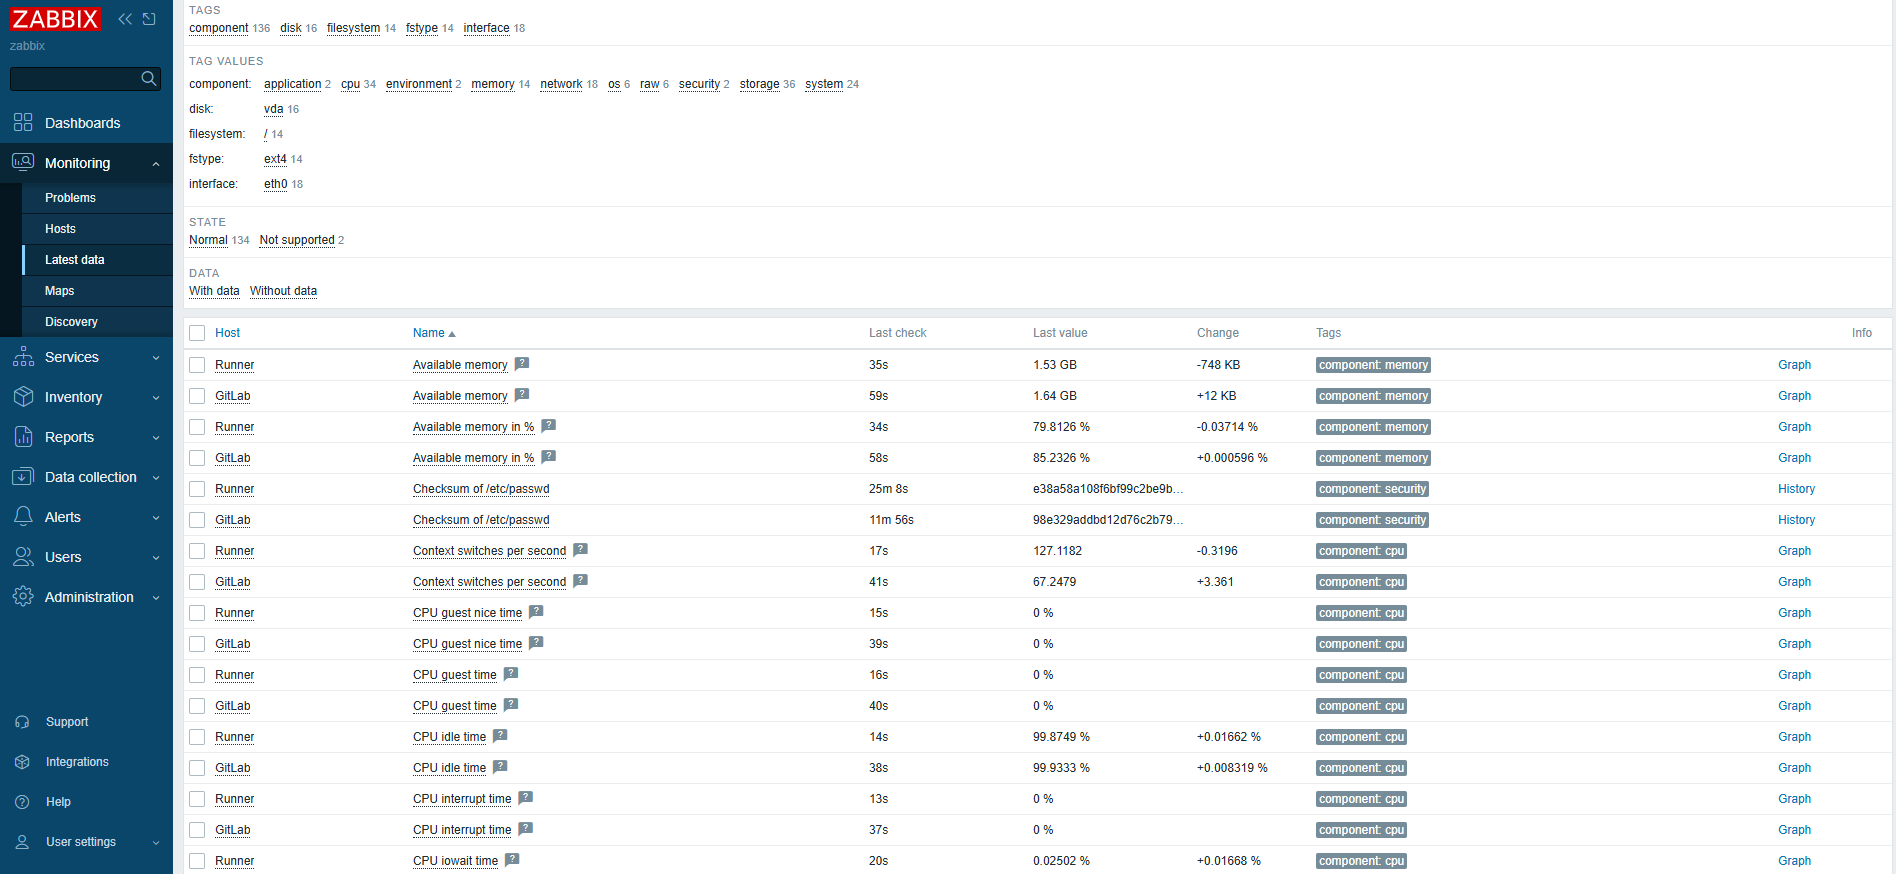 ZABBIX
zabbix
Dashboards
Monitoring
Problems
Hosts
Latest data
Maps
Discovery
Services
Inventory
Reports
Data collection
Alerts
Users
Administration
Support
Integrations
Help
User settings
TAGS
component 136 disk 16 filesystem 14 fstype 14 interface 18
TAG VALUES
component: application 2 cpu 34 environment 2 memory 14 network 18 os 6 raw 6 security 2 storage 36 system 24
disk: vda 16
filesystem: / 14
fstype: ext4 14
interface: eth0 18
STATE
Normal 134 Not supported 2
DATA
With data Without data
Host Name Last check Last value Change Tags Info
Runner Available memory ? 35s 1.53 GB -748 KB component: memory Graph
GitLab Available memory ? 59s 1.64 GB +12 KB component: memory Graph
Runner Available memory in % ? 34s 79.8126 % -0.03714 % component: memory Graph
GitLab Available memory in % ? 58s 85.2326 % +0.000596 % component: memory Graph
Runner Checksum of /etc/passwd 25m 8s e38a58a108f6bf99c2be9b... component: security History
GitLab Checksum of /etc/passwd 11m 56s 98e329addbd12d76c2b79... component: security History
Runner Context switches per second ? 17s 127.1182 -0.3196 component: cpu Graph
GitLab Context switches per second ? 41s 67.2479 +3.361 component: cpu Graph
Runner CPU guest nice time ? 15s 0 % component: cpu Graph
GitLab CPU guest nice time ? 39s 0 % component: cpu Graph
Runner CPU guest time ? 16s 0 % component: cpu Graph
GitLab CPU guest time ? 40s 0 % component: cpu Graph
Runner CPU idle time ? 14s 99.8749 % +0.01662 % component: cpu Graph
GitLab CPU idle time ? 38s 99.9333 % +0.008319 % component: cpu Graph
Runner CPU interrupt time ? 13s 0 % component: cpu Graph
GitLab CPU interrupt time ? 37s 0 % component: cpu Graph
Runner CPU iowait time ? 20s 0.02502 % +0.01668 % component: cpu Graph